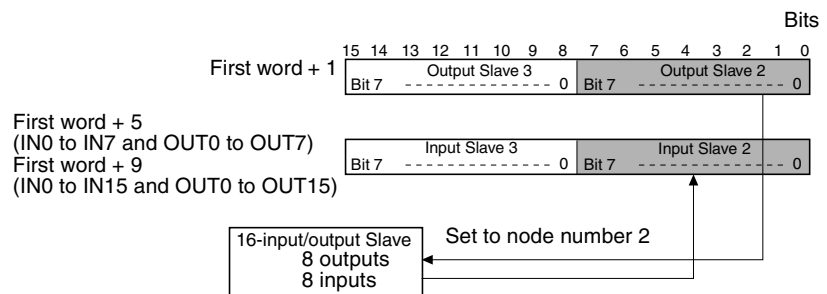 Bits
15 14 13 12 11 10 9 8 7 6 5 4 3 2 1 0
First word + 1
Output Slave 3
Output Slave 2
Bit 7 - - - - - - - - - - - - - - 0 Bit 7 - - - - - - - - - - - - - - 0
First word + 5
(IN0 to IN7 and OUT0 to OUT7)
First word + 9
(IN0 to IN15 and OUT0 to OUT15)
Input Slave 3
Input Slave 2
Bit 7 - - - - - - - - - - - - - - 0 Bit 7 - - - - - - - - - - - - - - 0
16-input/output Slave
8 outputs
8 inputs
Set to node number 2